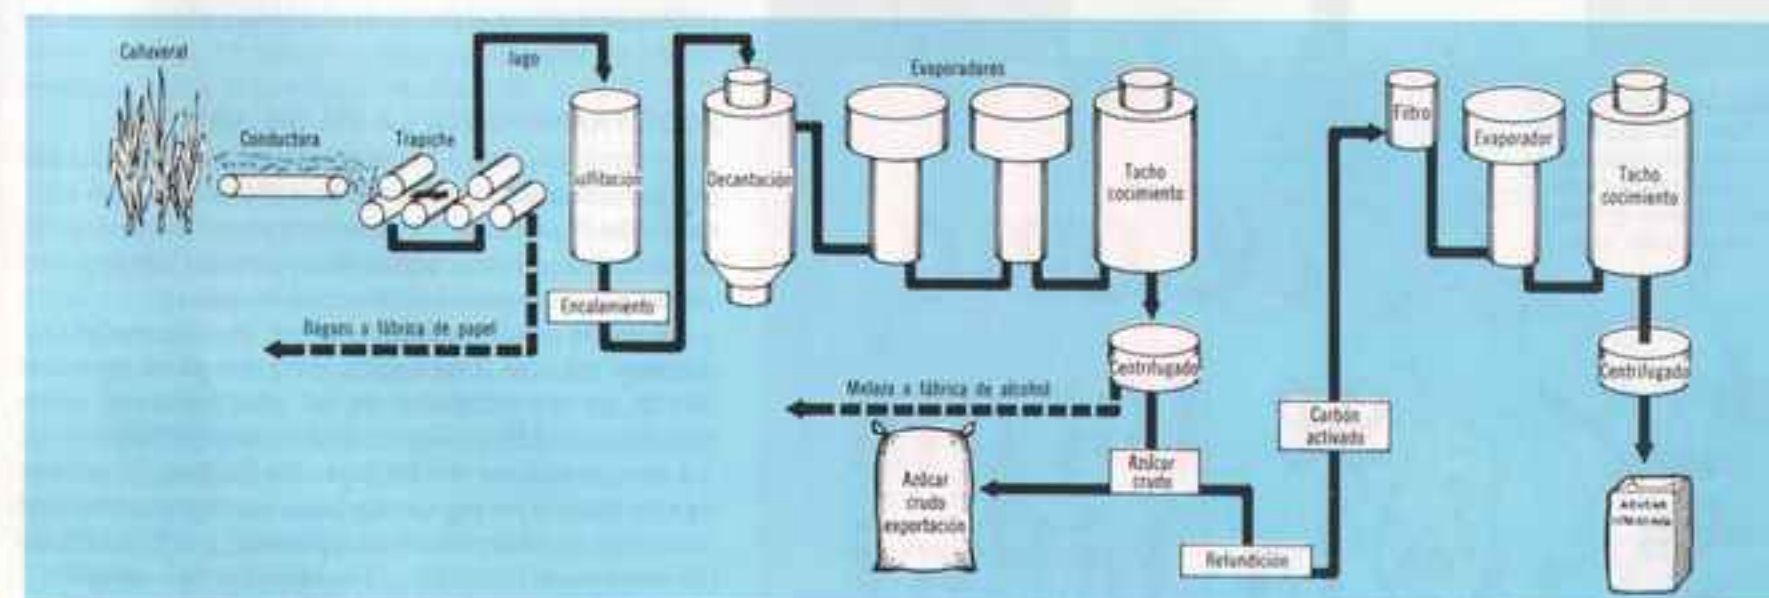 Cañaveral
Conductora
Trapiche
Jugo
Sulfitación
Encalamiento
Bagazo a fábrica de papel
Decantación
Evaporadores
Tacho
cocimiento
Centrifugado
Melaza a fábrica de alcohol
Azúcar
crudo
Azúcar
crudo
exportación
Refundición
Carbón
activado
Filtro
Evaporador
Tacho
cocimiento
Centrifugado
AZUCAR